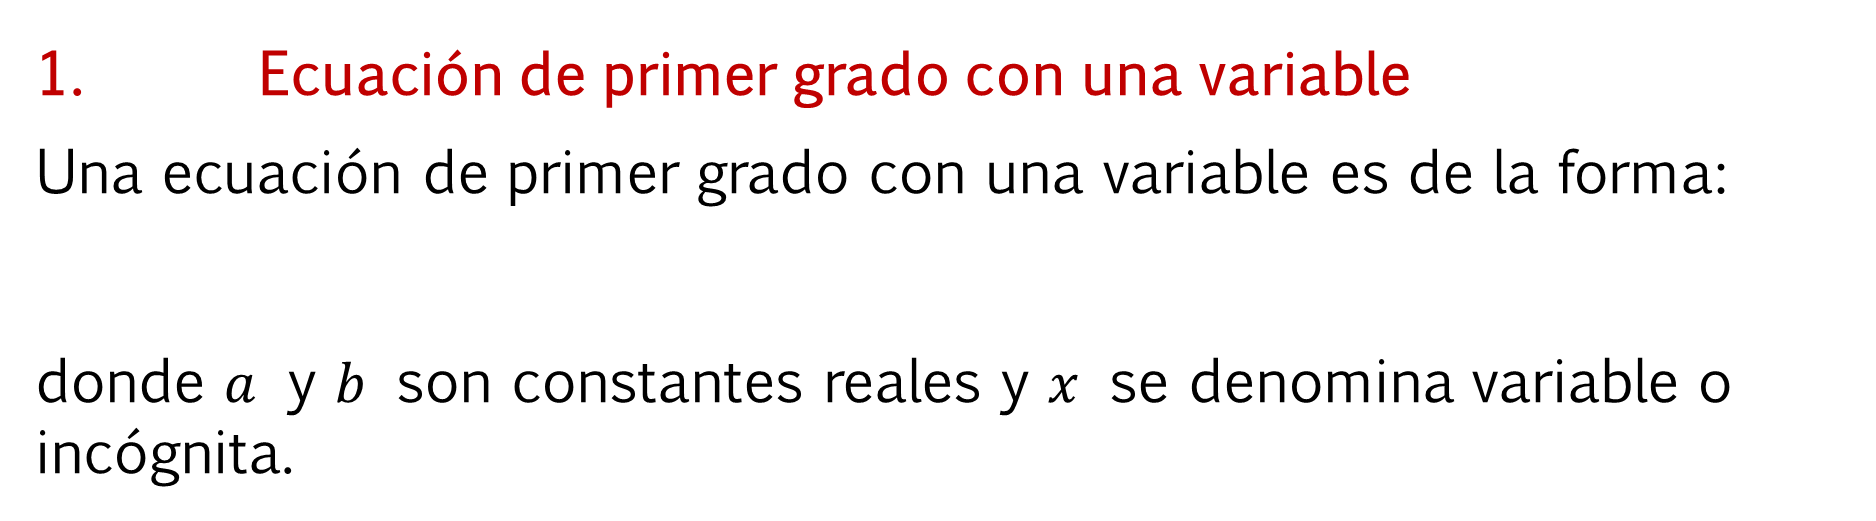 1. Ecuación de primer grado con una variable
Una ecuación de primer grado con una variable es de la forma:
donde a y b son constantes reales y x se denomina variable o
incógnita.